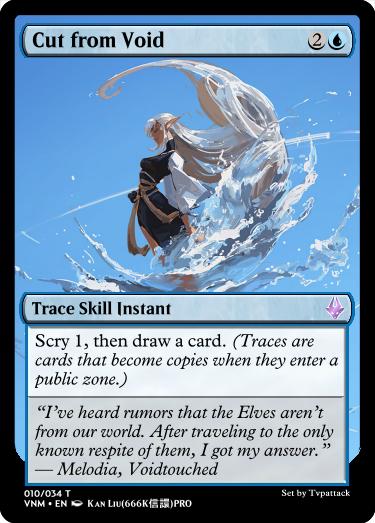 Cut from Void 2
Trace Skill Instant
Scry 1, then draw a card. (Traces are
cards that become copies when they enter a
public zone.)
“I’ve heard rumors that the Elves aren’t
from our world. After traveling to the only
known respite of them, I got my answer.”
— Melodia, Voidtouched
010/034 T
Set by Tvpattack
VNM • EN Kan Liu(666K信譞)PRO